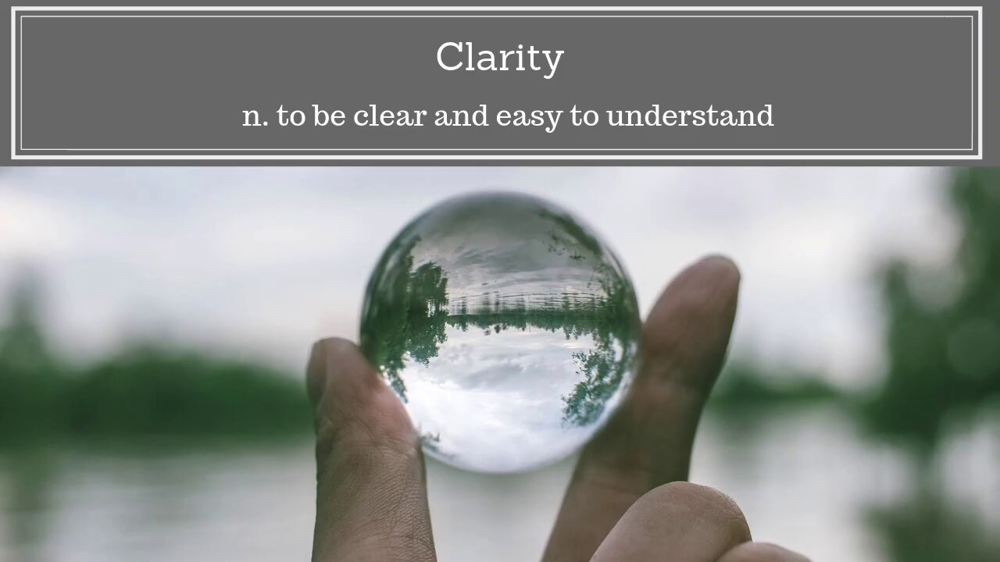 Clarity
n. to be clear and easy to understand